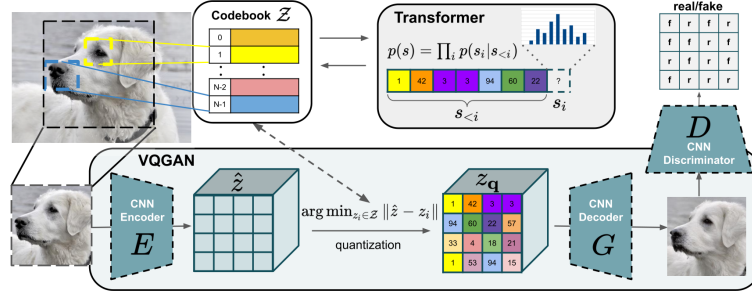 Codebook 𝒵
0
1
N-2
N-1
Transformer
p(s) = ∏ᵢ p(sᵢ|s<ᵢ)
1 42 3 3 94 60 22 ?
s<ᵢ
sᵢ
real/fake
f r f r
r r r f
f f r r
r f r f
VQGAN
CNN
Encoder
E
ẑ
arg min_{zᵢ∈𝒵} ‖ẑ − zᵢ‖
quantization
z_𝐪
1 42 3 3
94 60 22 57
33 4 18 21
1 53 94 15
CNN
Decoder
G
D
CNN
Discriminator